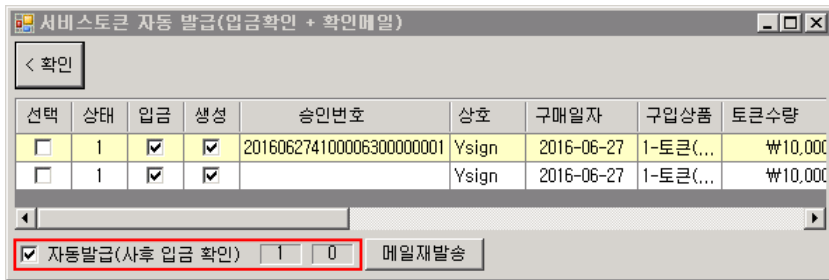 서비스토큰 자동 발급(입금확인 + 확인메일)
< 확인
선택 상태 입금 생성 승인번호 상호 구매일자 구입상품 토큰수량
1 201606274100006300000001 Ysign 2016-06-27 1-토큰(... ₩10,000
1 Ysign 2016-06-27 1-토큰(... ₩10,000
자동발급(사후 입금 확인) 1 0 메일재발송